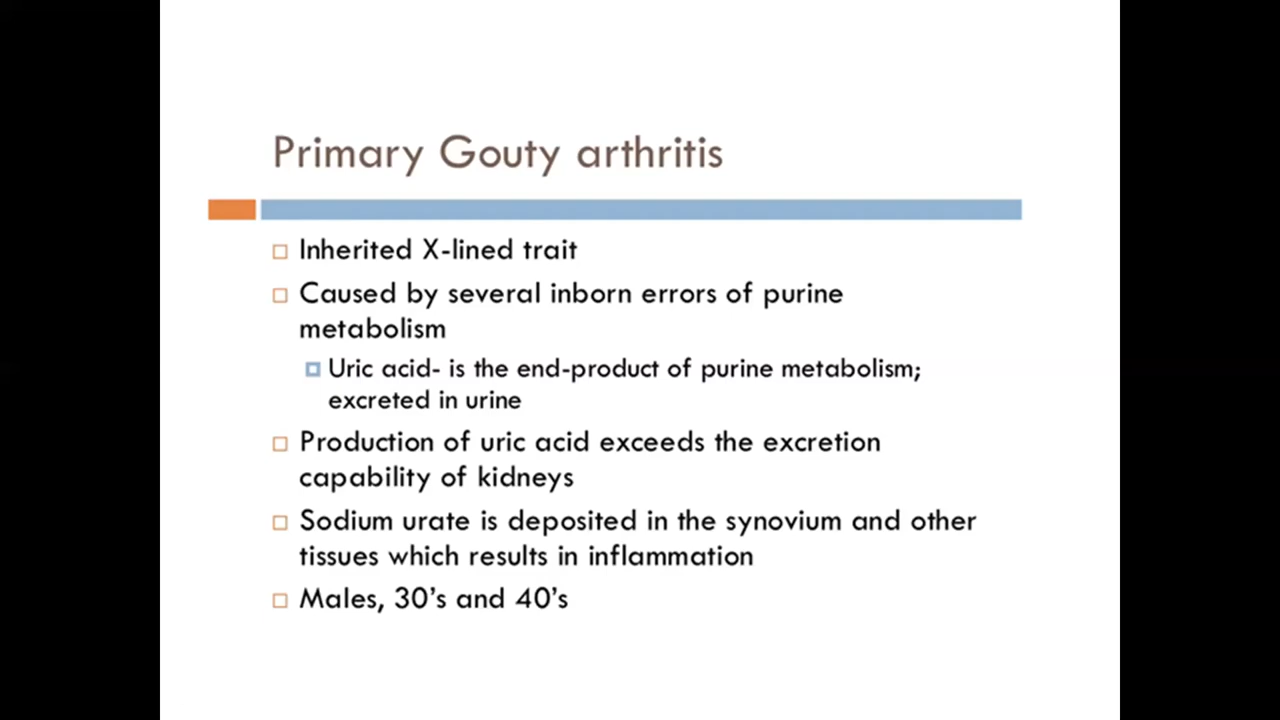 Primary Gouty arthritis
Inherited X-lined trait
Caused by several inborn errors of purine
metabolism
Uric acid- is the end-product of purine metabolism;
excreted in urine
Production of uric acid exceeds the excretion
capability of kidneys
Sodium urate is deposited in the synovium and other
tissues which results in inflammation
Males, 30's and 40's